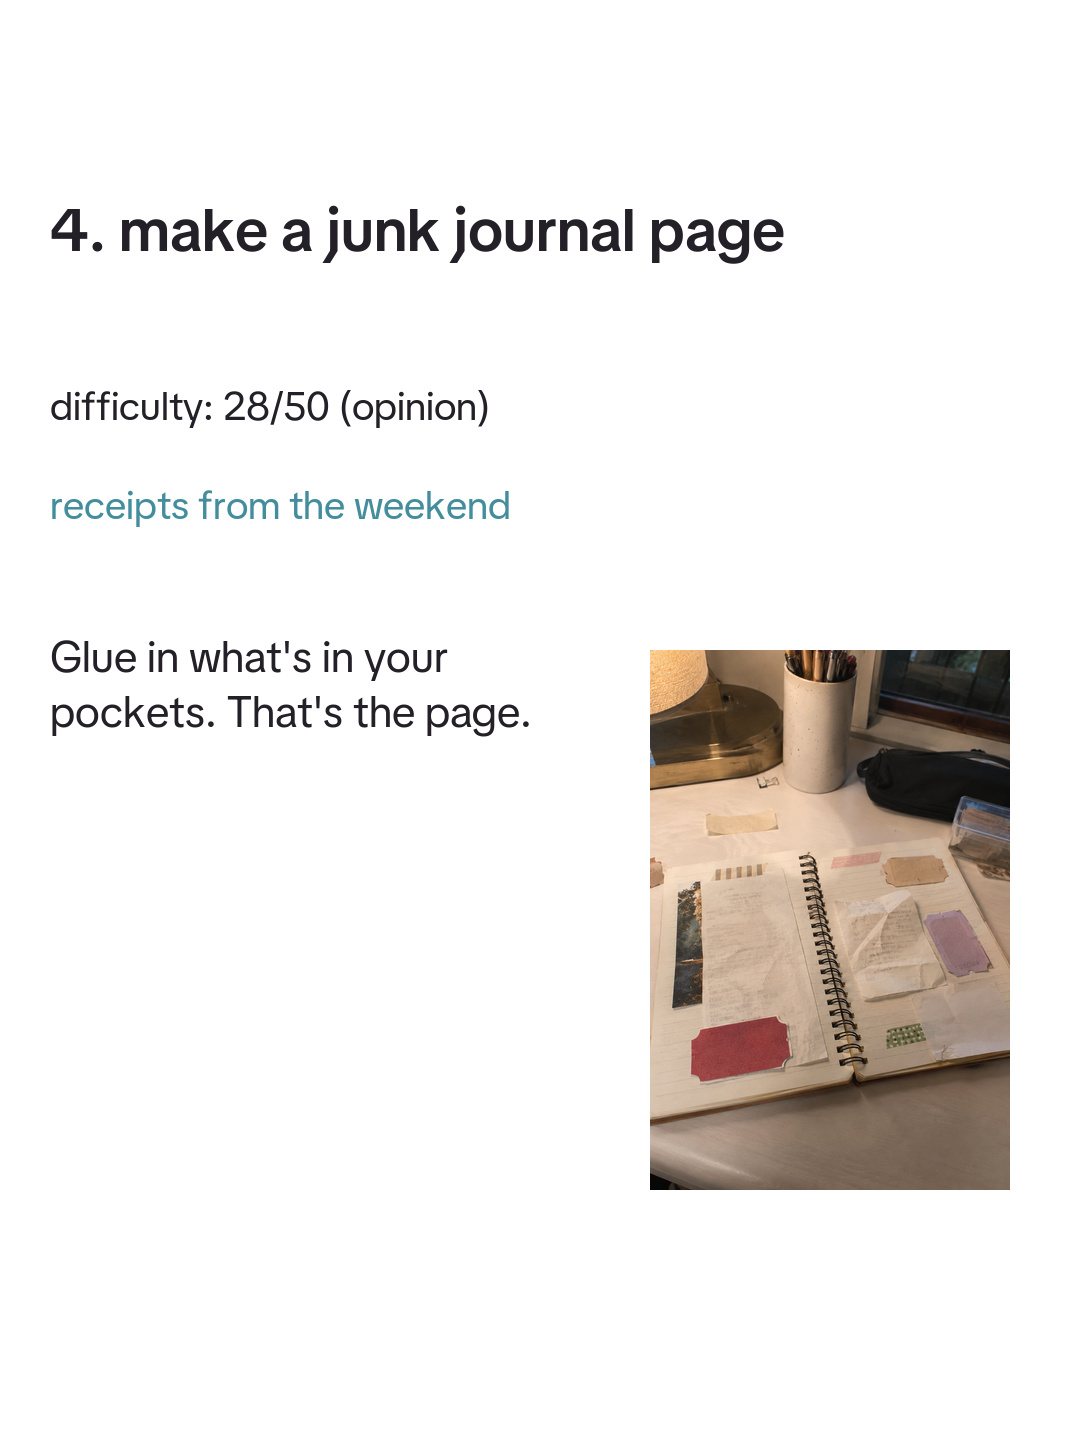 4. make a junk journal page
difficulty: 28/50 (opinion)
receipts from the weekend
Glue in what's in your
pockets. That's the page.